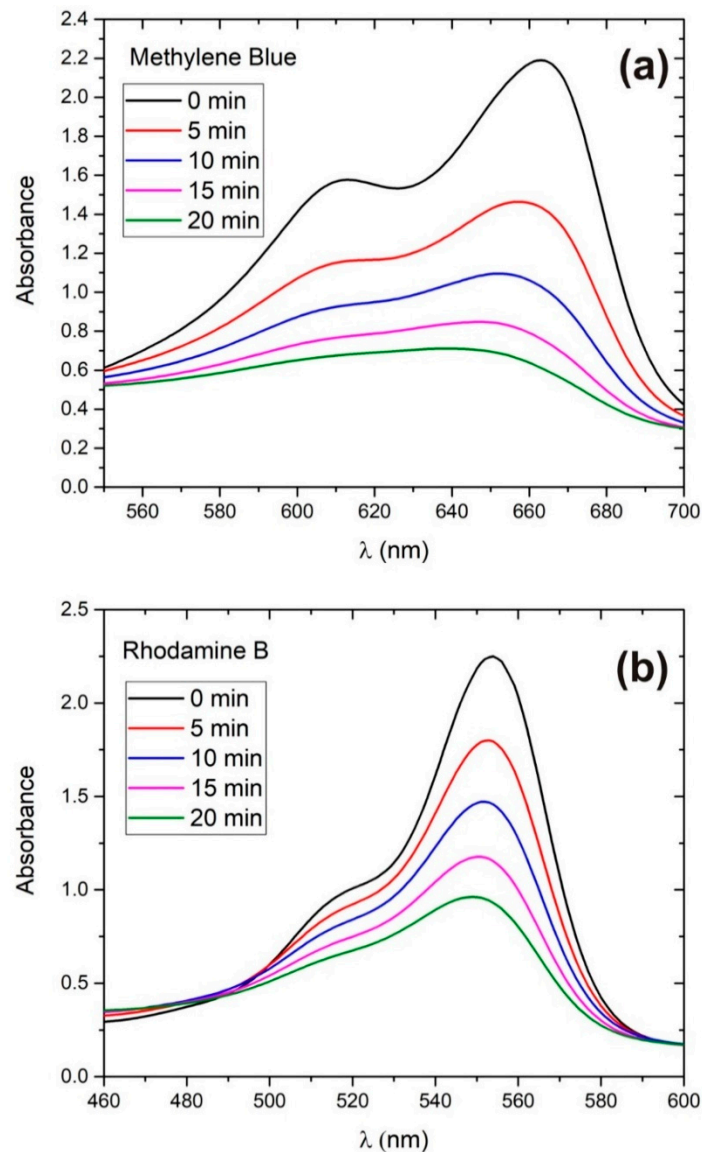 Methylene Blue
(a)
0 min
5 min
10 min
15 min
20 min
2.4
2.2
2.0
1.8
1.6
1.4
1.2
1.0
0.8
0.6
0.4
0.2
0.0
Absorbance
560 580 600 620 640 660 680 700
λ (nm)
Rhodamine B
(b)
0 min
5 min
10 min
15 min
20 min
2.5
2.0
1.5
1.0
0.5
0.0
Absorbance
460 480 500 520 540 560 580 600
λ (nm)